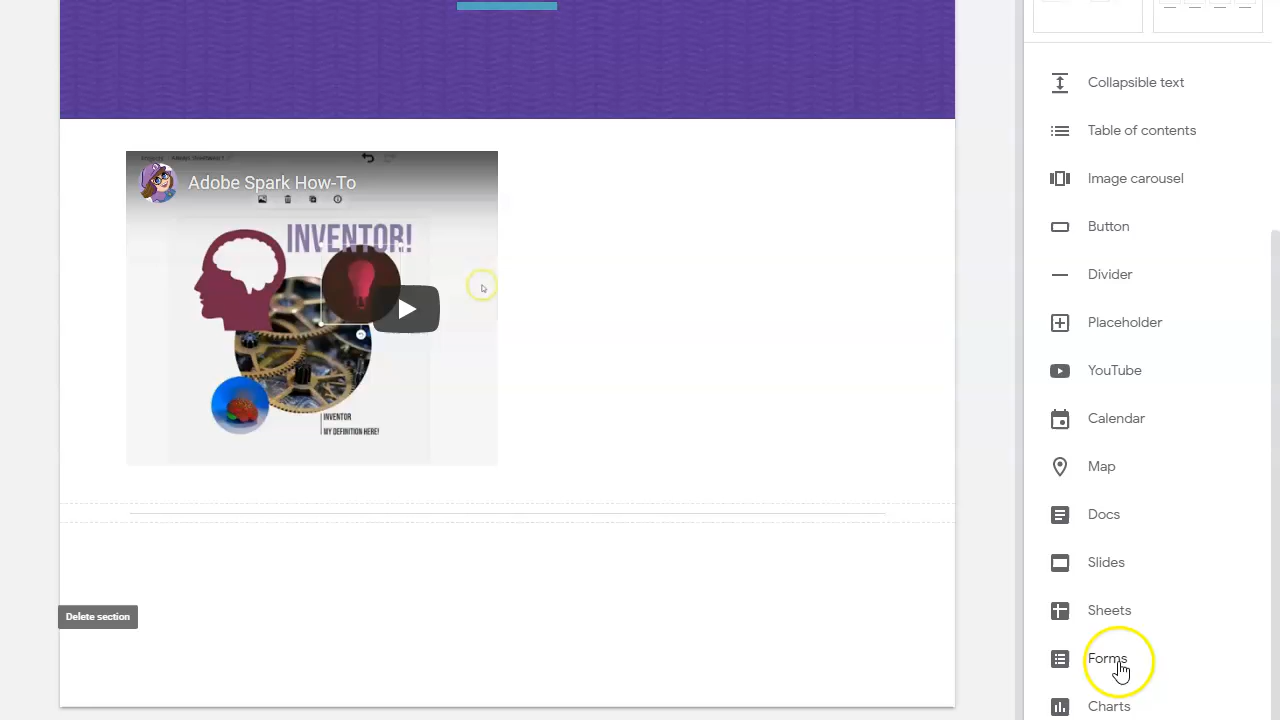 Adobe Spark How-To
INVENTOR!
INVENTOR
MY DEFINITION HERE!
Delete section
Collapsible text
Table of contents
Image carousel
Button
Divider
Placeholder
YouTube
Calendar
Map
Docs
Slides
Sheets
Forms
Charts